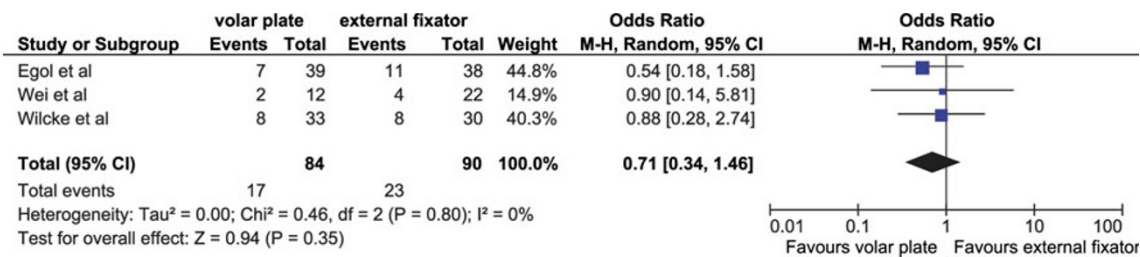 volar plate external fixator Odds Ratio Odds Ratio
Study or Subgroup Events Total Events Total Weight M-H, Random, 95% CI M-H, Random, 95% CI
Egol et al 7 39 11 38 44.8% 0.54 [0.18, 1.58]
Wei et al 2 12 4 22 14.9% 0.90 [0.14, 5.81]
Wilcke et al 8 33 8 30 40.3% 0.88 [0.28, 2.74]
Total (95% CI) 84 90 100.0% 0.71 [0.34, 1.46]
Total events 17 23
Heterogeneity: Tau² = 0.00; Chi² = 0.46, df = 2 (P = 0.80); I² = 0%
Test for overall effect: Z = 0.94 (P = 0.35)
0.01 0.1 1 10 100
Favours volar plate Favours external fixator